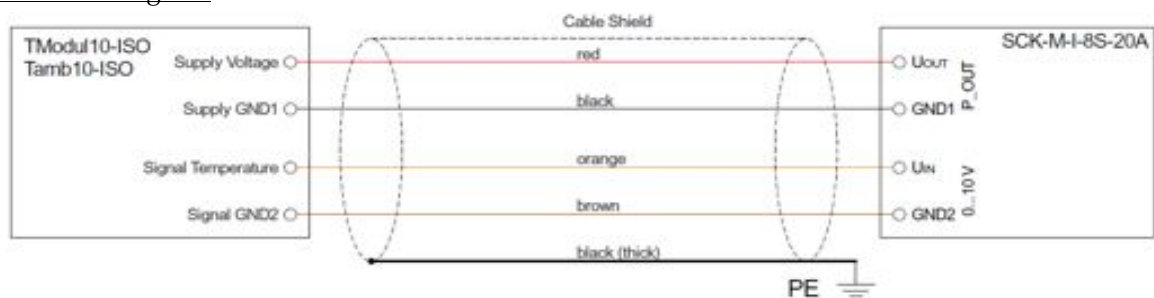 Cable Shield
TModul10-ISO
Tamb10-ISO
SCK-M-I-8S-20A
Supply Voltage
red
UOUT
Supply GND1
black
GND1
P_OUT
Signal Temperature
orange
UIN
Signal GND2
brown
GND2
0...10 V
black (thick)
PE